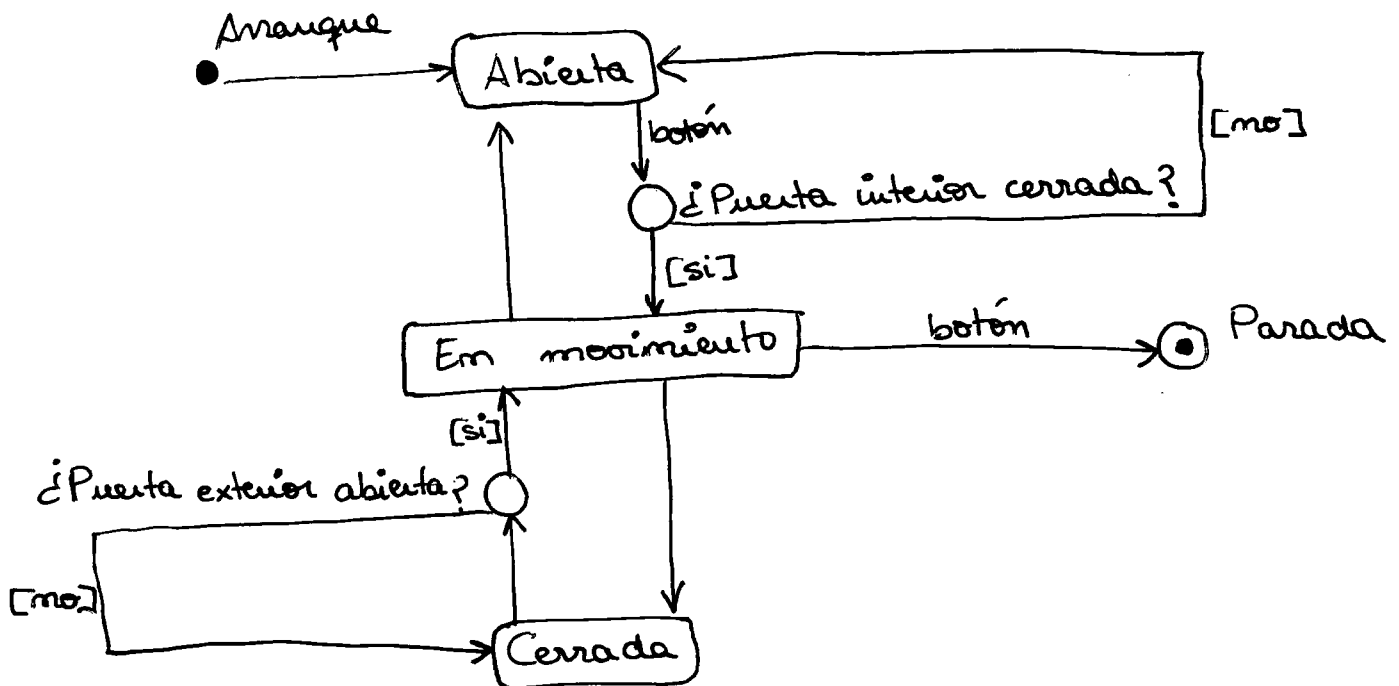 Arranque
Abierta
botón
[no]
¿Puerta interior cerrada?
[si]
En movimiento
botón
Parada
[si]
¿Puerta exterior abierta?
[no]
Cerrada